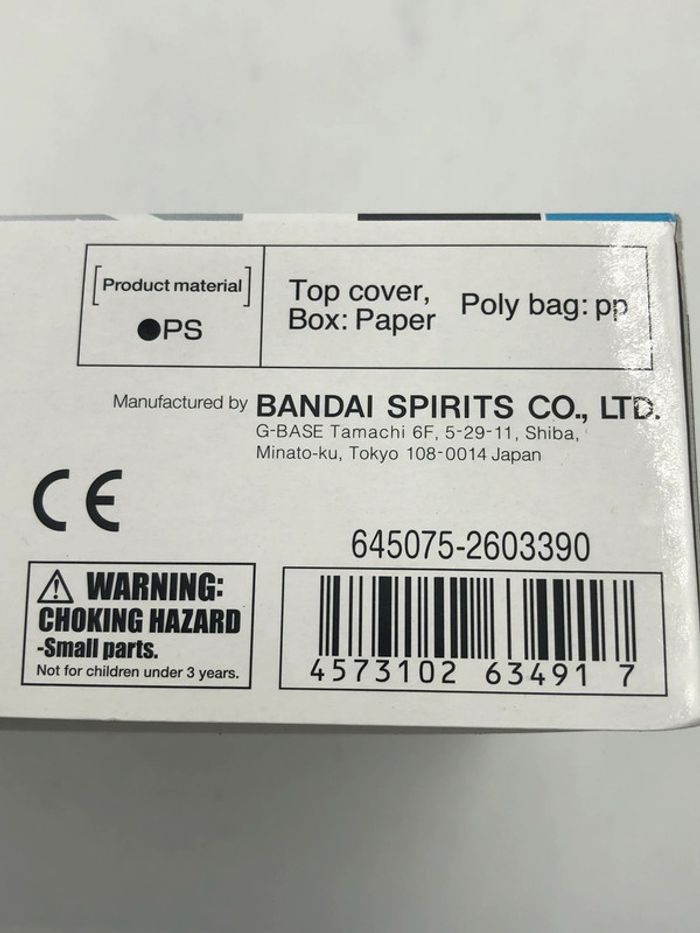 [Product material]
●PS
Top cover,
Box: Paper
Poly bag: pp
Manufactured by BANDAI SPIRITS CO., LTD.
G-BASE Tamachi 6F, 5-29-11, Shiba,
Minato-ku, Tokyo 108-0014 Japan
CE
645075-2603390
WARNING:
CHOKING HAZARD
-Small parts.
Not for children under 3 years.
4573102 63491 7